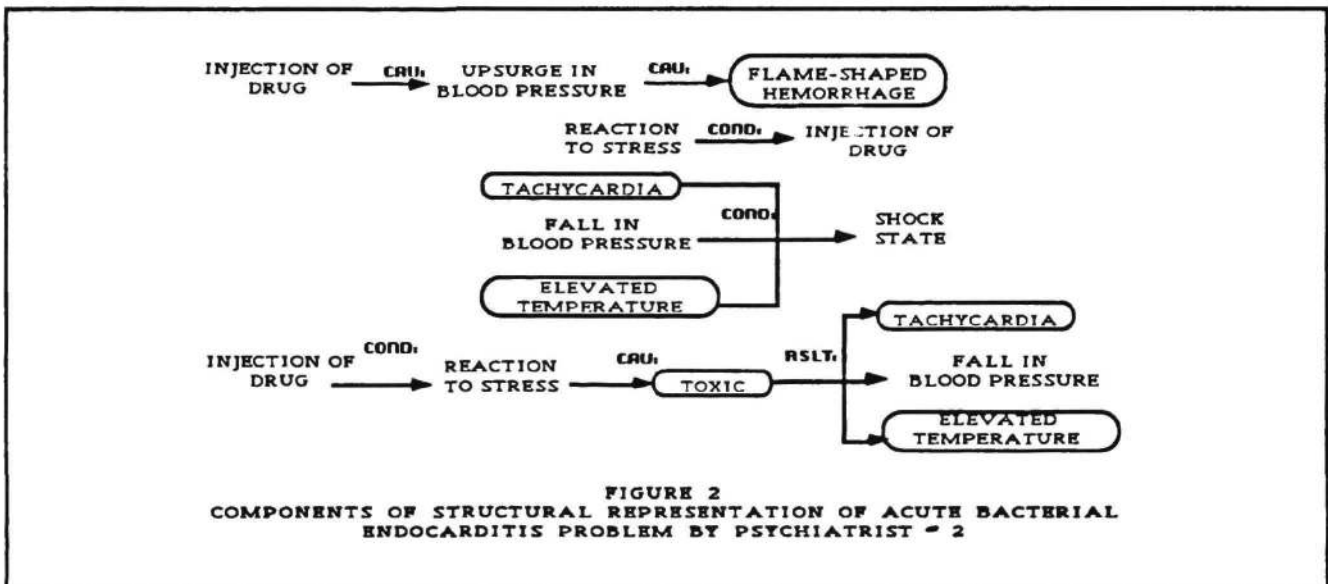 INJECTION OF DRUG CAU: UPSURGE IN BLOOD PRESSURE CAU: FLAME-SHAPED HEMORRHAGE
REACTION TO STRESS COND: INJECTION OF DRUG
TACHYCARDIA
FALL IN BLOOD PRESSURE COND: SHOCK STATE
ELEVATED TEMPERATURE
INJECTION OF DRUG COND: REACTION TO STRESS CAU: TOXIC RSLT:
TACHYCARDIA
FALL IN BLOOD PRESSURE
ELEVATED TEMPERATURE
FIGURE 2
COMPONENTS OF STRUCTURAL REPRESENTATION OF ACUTE BACTERIAL
ENDOCARDITIS PROBLEM BY PSYCHIATRIST - 2